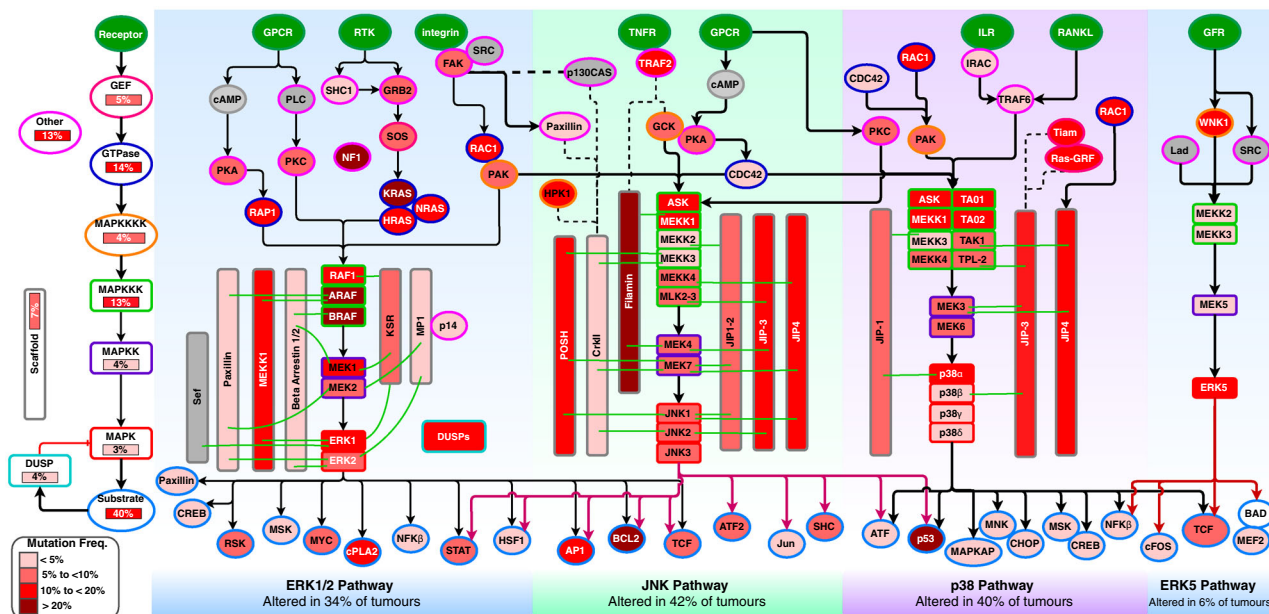 Receptor
GEF
5%
Other
13%
GTPase
14%
MAPKKKK
4%
MAPKKK
13%
Scaffold
7%
MAPKK
4%
MAPK
3%
DUSP
4%
Substrate
40%
Mutation Freq.
< 5%
5% to <10%
10% to < 20%
> 20%
GPCR
RTK
integrin
FAK
SRC
cAMP
PLC
SHC1
GRB2
SOS
Paxillin
PKA
PKC
NF1
RAC1
PAK
RAP1
KRAS
HRAS
NRAS
RAF1
ARAF
BRAF
MEK1
MEK2
ERK1
ERK2
Sef
Paxillin
MEKK1
Beta Arrestin 1/2
KSR
MP1
p14
DUSPs
Paxillin
CREB
RSK
MSK
MYC
cPLA2
NFKβ
STAT
HSF1
AP1
BCL2
TCF
ERK1/2 Pathway
Altered in 34% of tumours
TNFR
GPCR
p130CAS
TRAF2
cAMP
GCK
PKA
PKC
CDC42
HPK1
ASK
MEKK1
MEKK2
MEKK3
MEKK4
MLK2-3
MEK4
MEK7
JNK1
JNK2
JNK3
POSH
CrkII
Filamin
JIP1-2
JIP-3
JIP4
ATF2
Jun
SHC
JNK Pathway
Altered in 42% of tumours
ILR
RANKL
CDC42
RAC1
IRAC
TRAF6
PAK
RAC1
Tiam
Ras-GRF
ASK
TA01
MEKK1
TA02
MEKK3
TAK1
MEKK4
TPL-2
MEK3
MEK6
p38α
p38β
p38γ
p38δ
JIP-1
JIP-3
JIP4
ATF
p53
MAPKAP
MNK
CHOP
MSK
CREB
NFKβ
p38 Pathway
Altered in 40% of tumours
GFR
WNK1
Lad
SRC
MEKK2
MEKK3
MEK5
ERK5
cFOS
TCF
BAD
MEF2
ERK5 Pathway
Altered in 6% of tumours